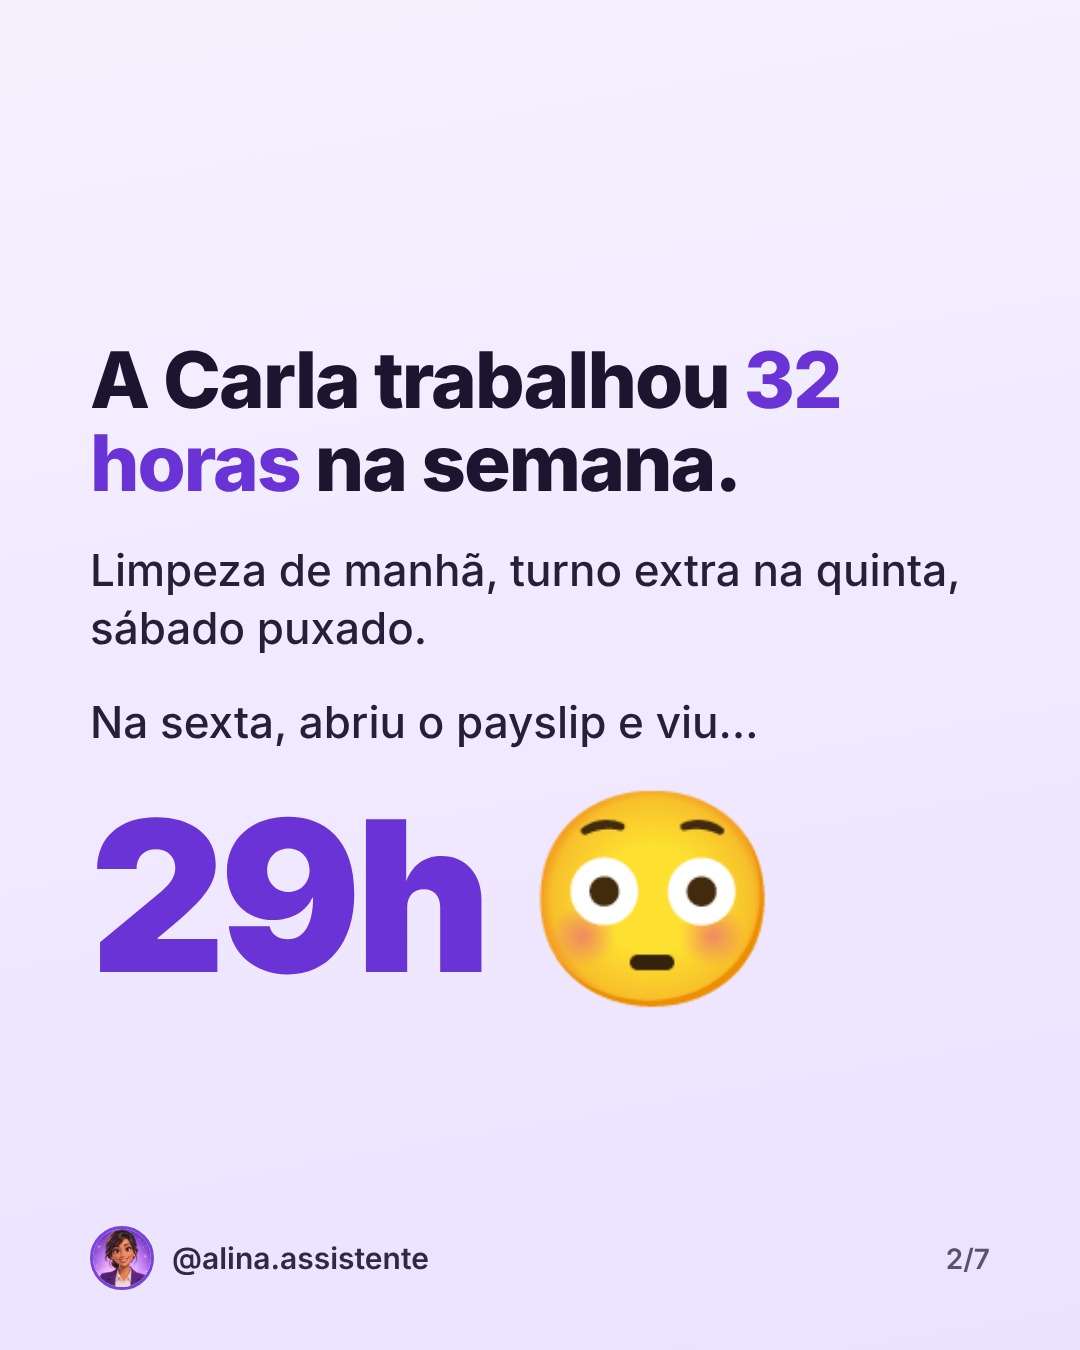 A Carla trabalhou 32
horas na semana.
Limpeza de manhã, turno extra na quinta,
sábado puxado.
Na sexta, abriu o payslip e viu...
29h 😳
@alina.assistente
2/7